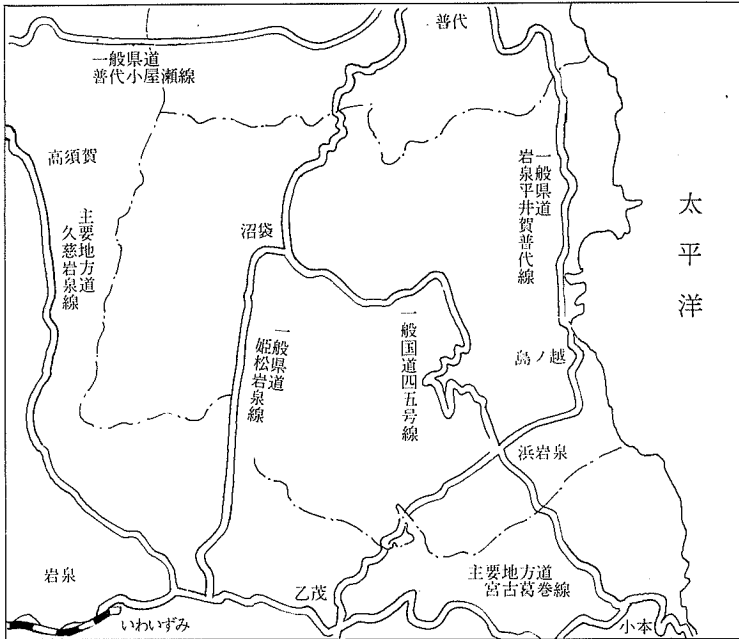 普代
一般県道
普代小屋瀬線
高須賀
主要地方道
久慈岩泉線
沼袋
一般県道
岩泉平井賀普代線
太平洋
一般県道
姫松岩泉線
一般国道四五号線
島ノ越
浜岩泉
岩泉
乙茂
主要地方道
宮古葛巻線
いわいずみ
小本